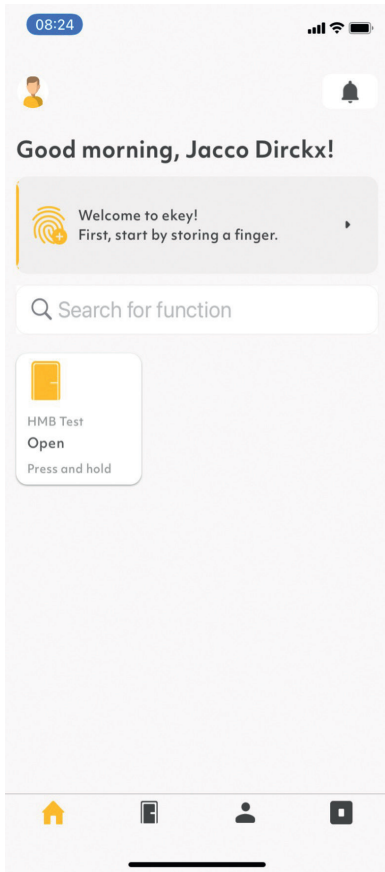 08:24
Good morning, Jacco Dirckx!
Welcome to ekey!
First, start by storing a finger.
Search for function
HMB Test
Open
Press and hold